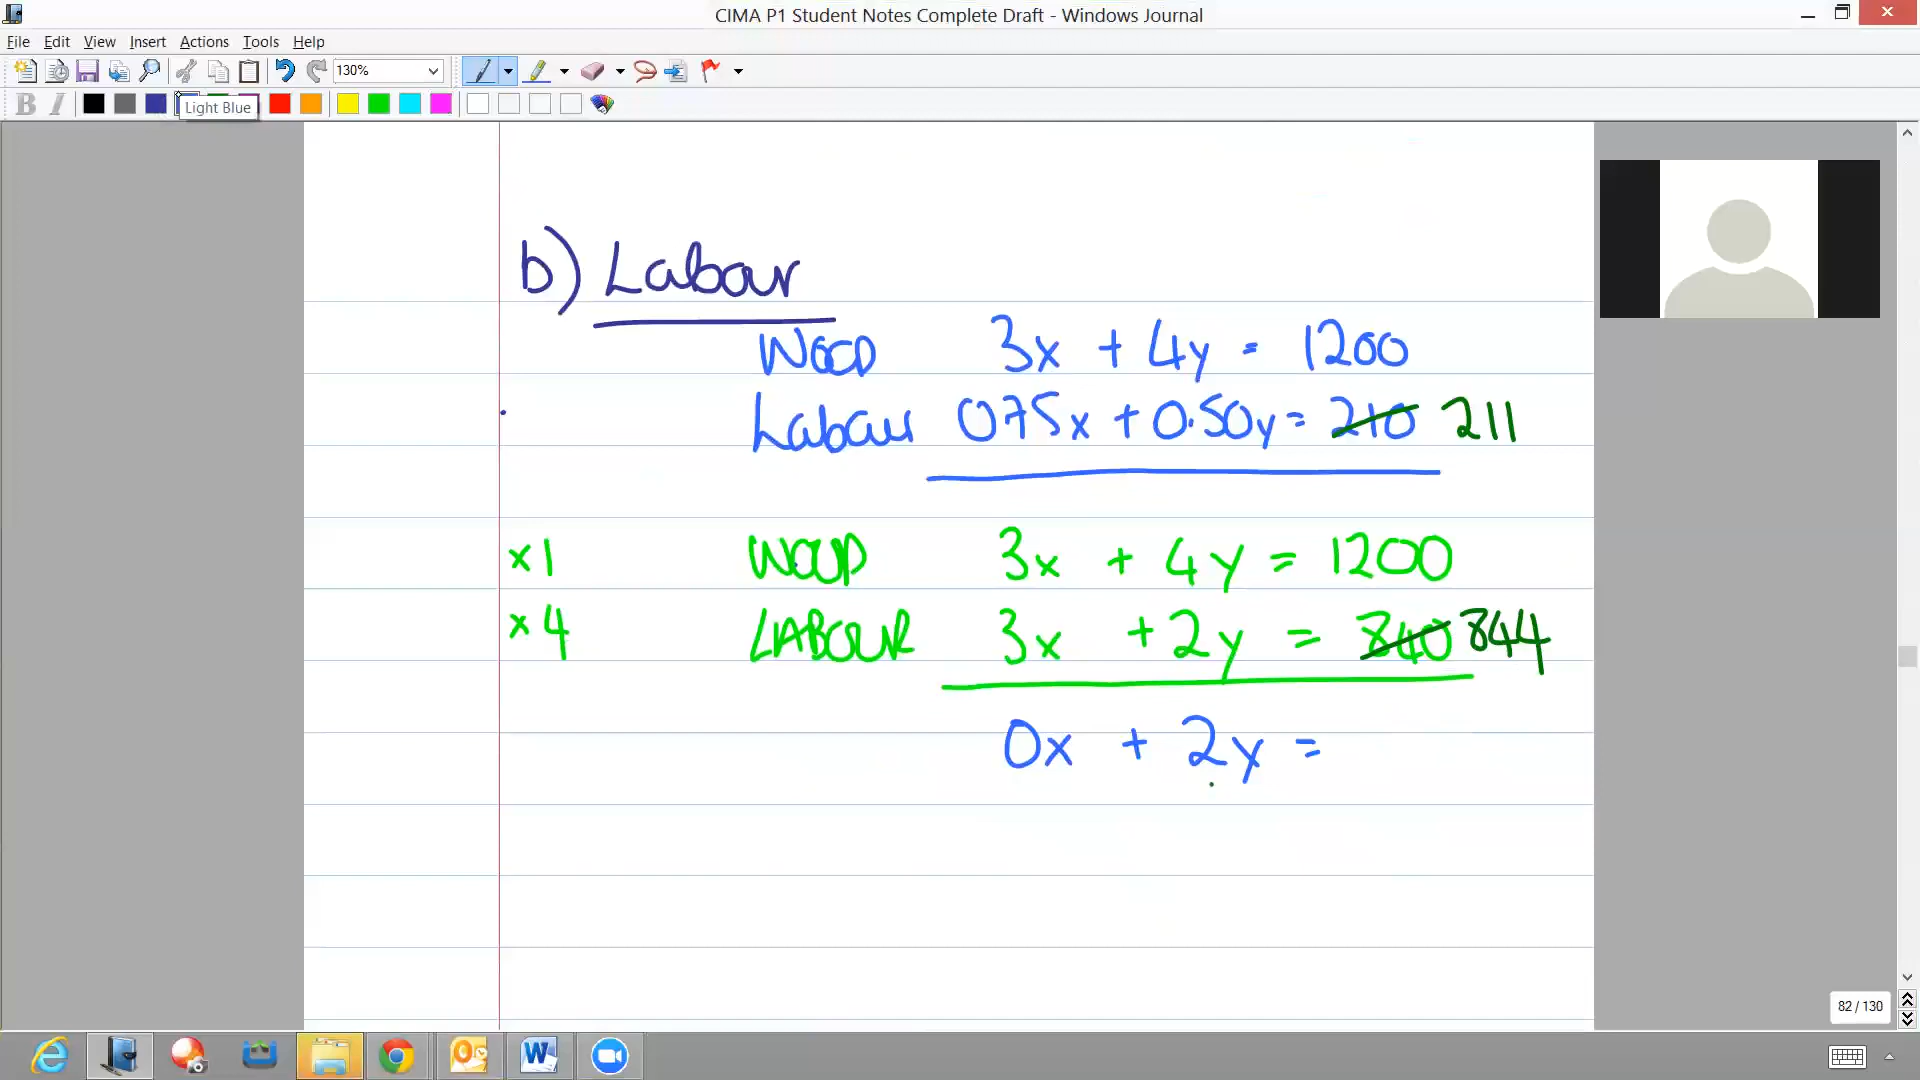 CIMA P1 Student Notes Complete Draft - Windows Journal
File Edit View Insert Actions Tools Help
130%
B I Light Blue
b) Labour
WOOD 3x + 4y = 1200
Labour 075x + 0.50y = 210 211
x1 WOOD 3x + 4y = 1200
x4 LABOUR 3x + 2y = 840 844
0x + 2y =
82 / 130